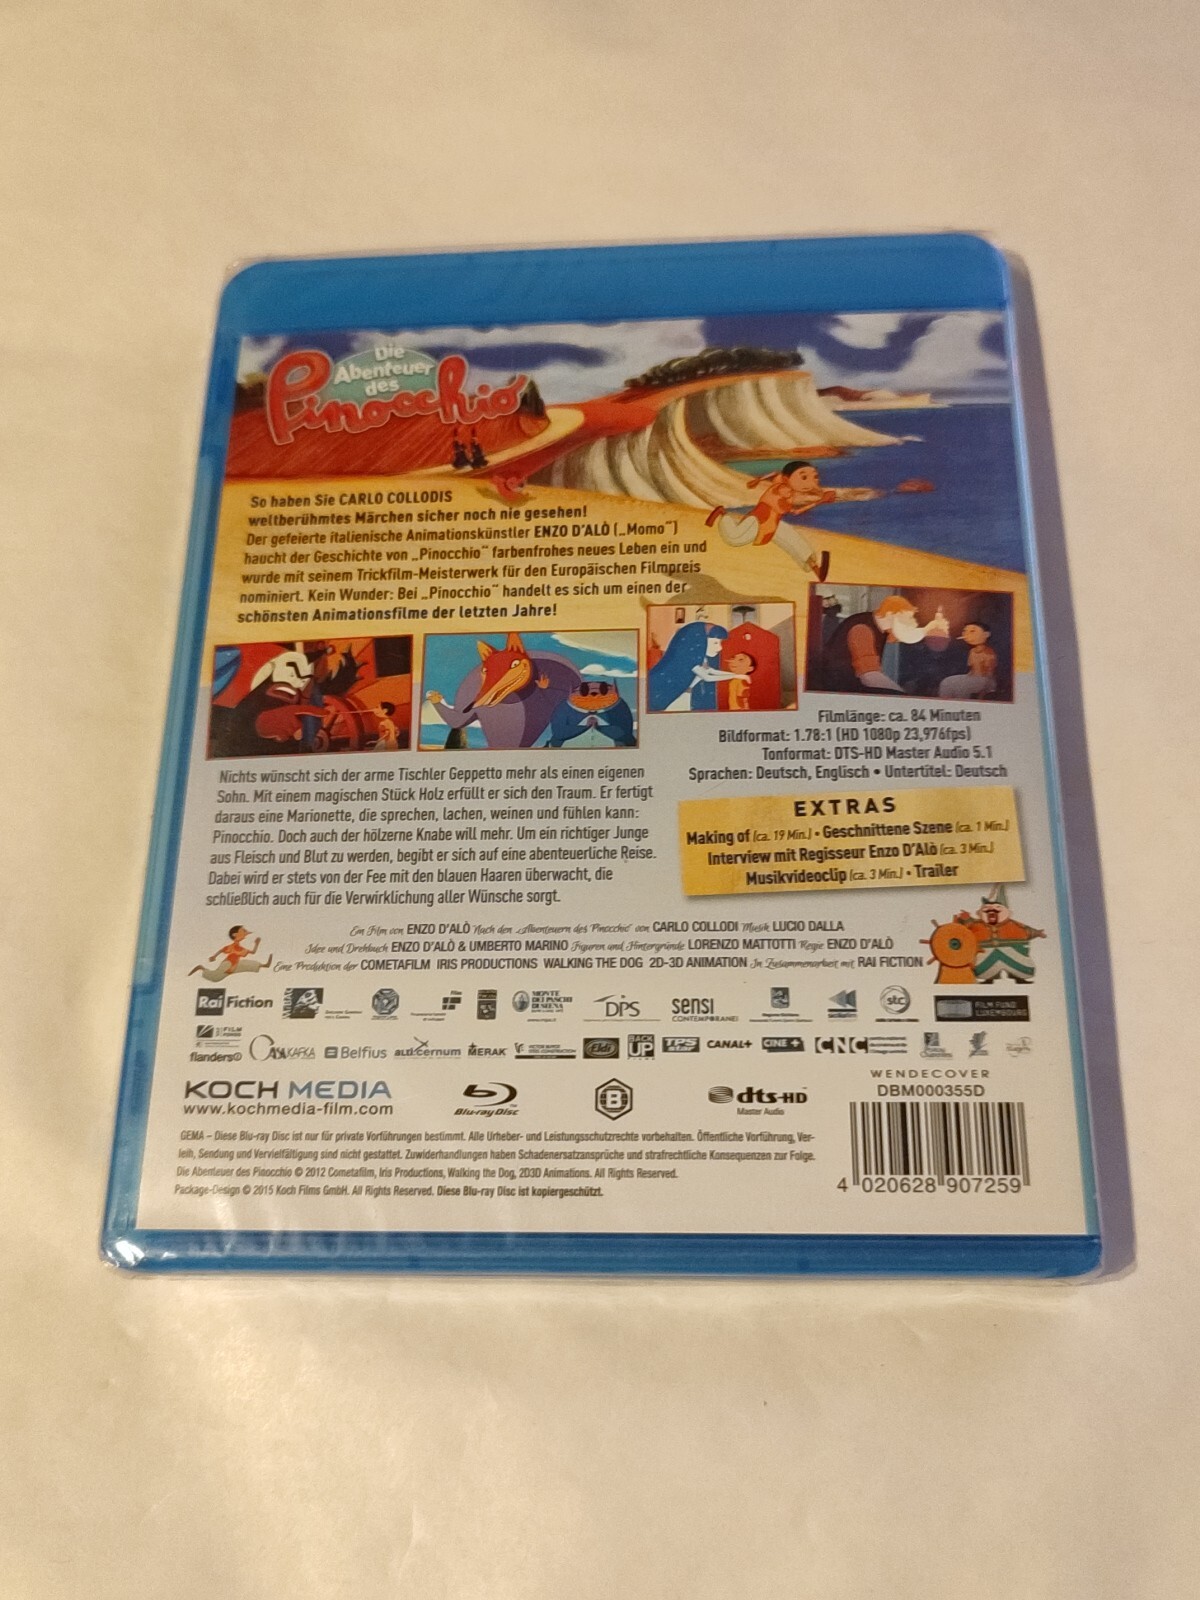 Die
Abenteuer
des
Pinocchio
So haben Sie CARLO COLLODIS
weltberühmtes Märchen sicher noch nie gesehen!
Der gefeierte italienische Animationskünstler ENZO D'ALÒ („Momo“)
haucht der Geschichte von „Pinocchio“ farbenfrohes neues Leben ein und
wurde mit seinem Trickfilm-Meisterwerk für den Europäischen Filmpreis
nominiert. Kein Wunder: Bei „Pinocchio“ handelt es sich um einen der
schönsten Animationsfilme der letzten Jahre!
Filmlänge: ca. 84 Minuten
Bildformat: 1.78:1 (HD 1080p 23,976fps)
Tonformat: DTS-HD Master Audio 5.1
Sprachen: Deutsch, Englisch • Untertitel: Deutsch
Nichts wünscht sich der arme Tischler Geppetto mehr als einen eigenen
Sohn. Mit einem magischen Stück Holz erfüllt er sich den Traum. Er fertigt
daraus eine Marionette, die sprechen, lachen, weinen und fühlen kann:
Pinocchio. Doch auch der hölzerne Knabe will mehr. Um ein richtiger Junge
aus Fleisch und Blut zu werden, begibt er sich auf eine abenteuerliche Reise.
Dabei wird er stets von der Fee mit den blauen Haaren überwacht, die
schließlich auch für die Verwirklichung aller Wünsche sorgt.
EXTRAS
Making of (ca. 19 Min.) • Geschnittene Szene (ca. 1 Min.)
Interview mit Regisseur Enzo D'Alò (ca. 3 Min.)
Musikvideoclip (ca. 3 Min.) • Trailer
Ein Film von ENZO D'ALÒ Nach den „Abenteuern des Pinocchio“ von CARLO COLLODI Musik LUCIO DALLA
Idee und Drehbuch ENZO D'ALÒ & UMBERTO MARINO Figuren und Hintergründe LORENZO MATTOTTI Regie ENZO D'ALÒ
Eine Produktion der COMETAFILM IRIS PRODUCTIONS WALKING THE DOG 2D-3D ANIMATION In Zusammenarbeit mit RAI FICTION
Rai Fiction MONTE DEI PASCHI DI SIENA DPS sensi CONTEMPORANEI stc FILM FUND LUXEMBOURG
flanders Belfius cernum MERAK BACK UP FILMS TPS STAR CANAL+ CINE+ CNC
KOCH MEDIA
www.kochmedia-film.com
Blu-ray Disc
B
dts-HD
Master Audio
WENDECOVER
DBM000355D
GEMA – Diese Blu-ray Disc ist nur für private Vorführungen bestimmt. Alle Urheber- und Leistungsschutzrechte vorbehalten. Öffentliche Vorführung, Ver-
leih, Sendung und Vervielfältigung sind nicht gestattet. Zuwiderhandlungen haben Schadenersatzansprüche und strafrechtliche Konsequenzen zur Folge.
Die Abenteuer des Pinocchio © 2012 Cometafilm, Iris Productions, Walking the Dog, 2D3D Animations. All Rights Reserved.
Package-Design © 2015 Koch Films GmbH. All Rights Reserved. Diese Blu-ray Disc ist kopiergeschützt.
4 020628 907259